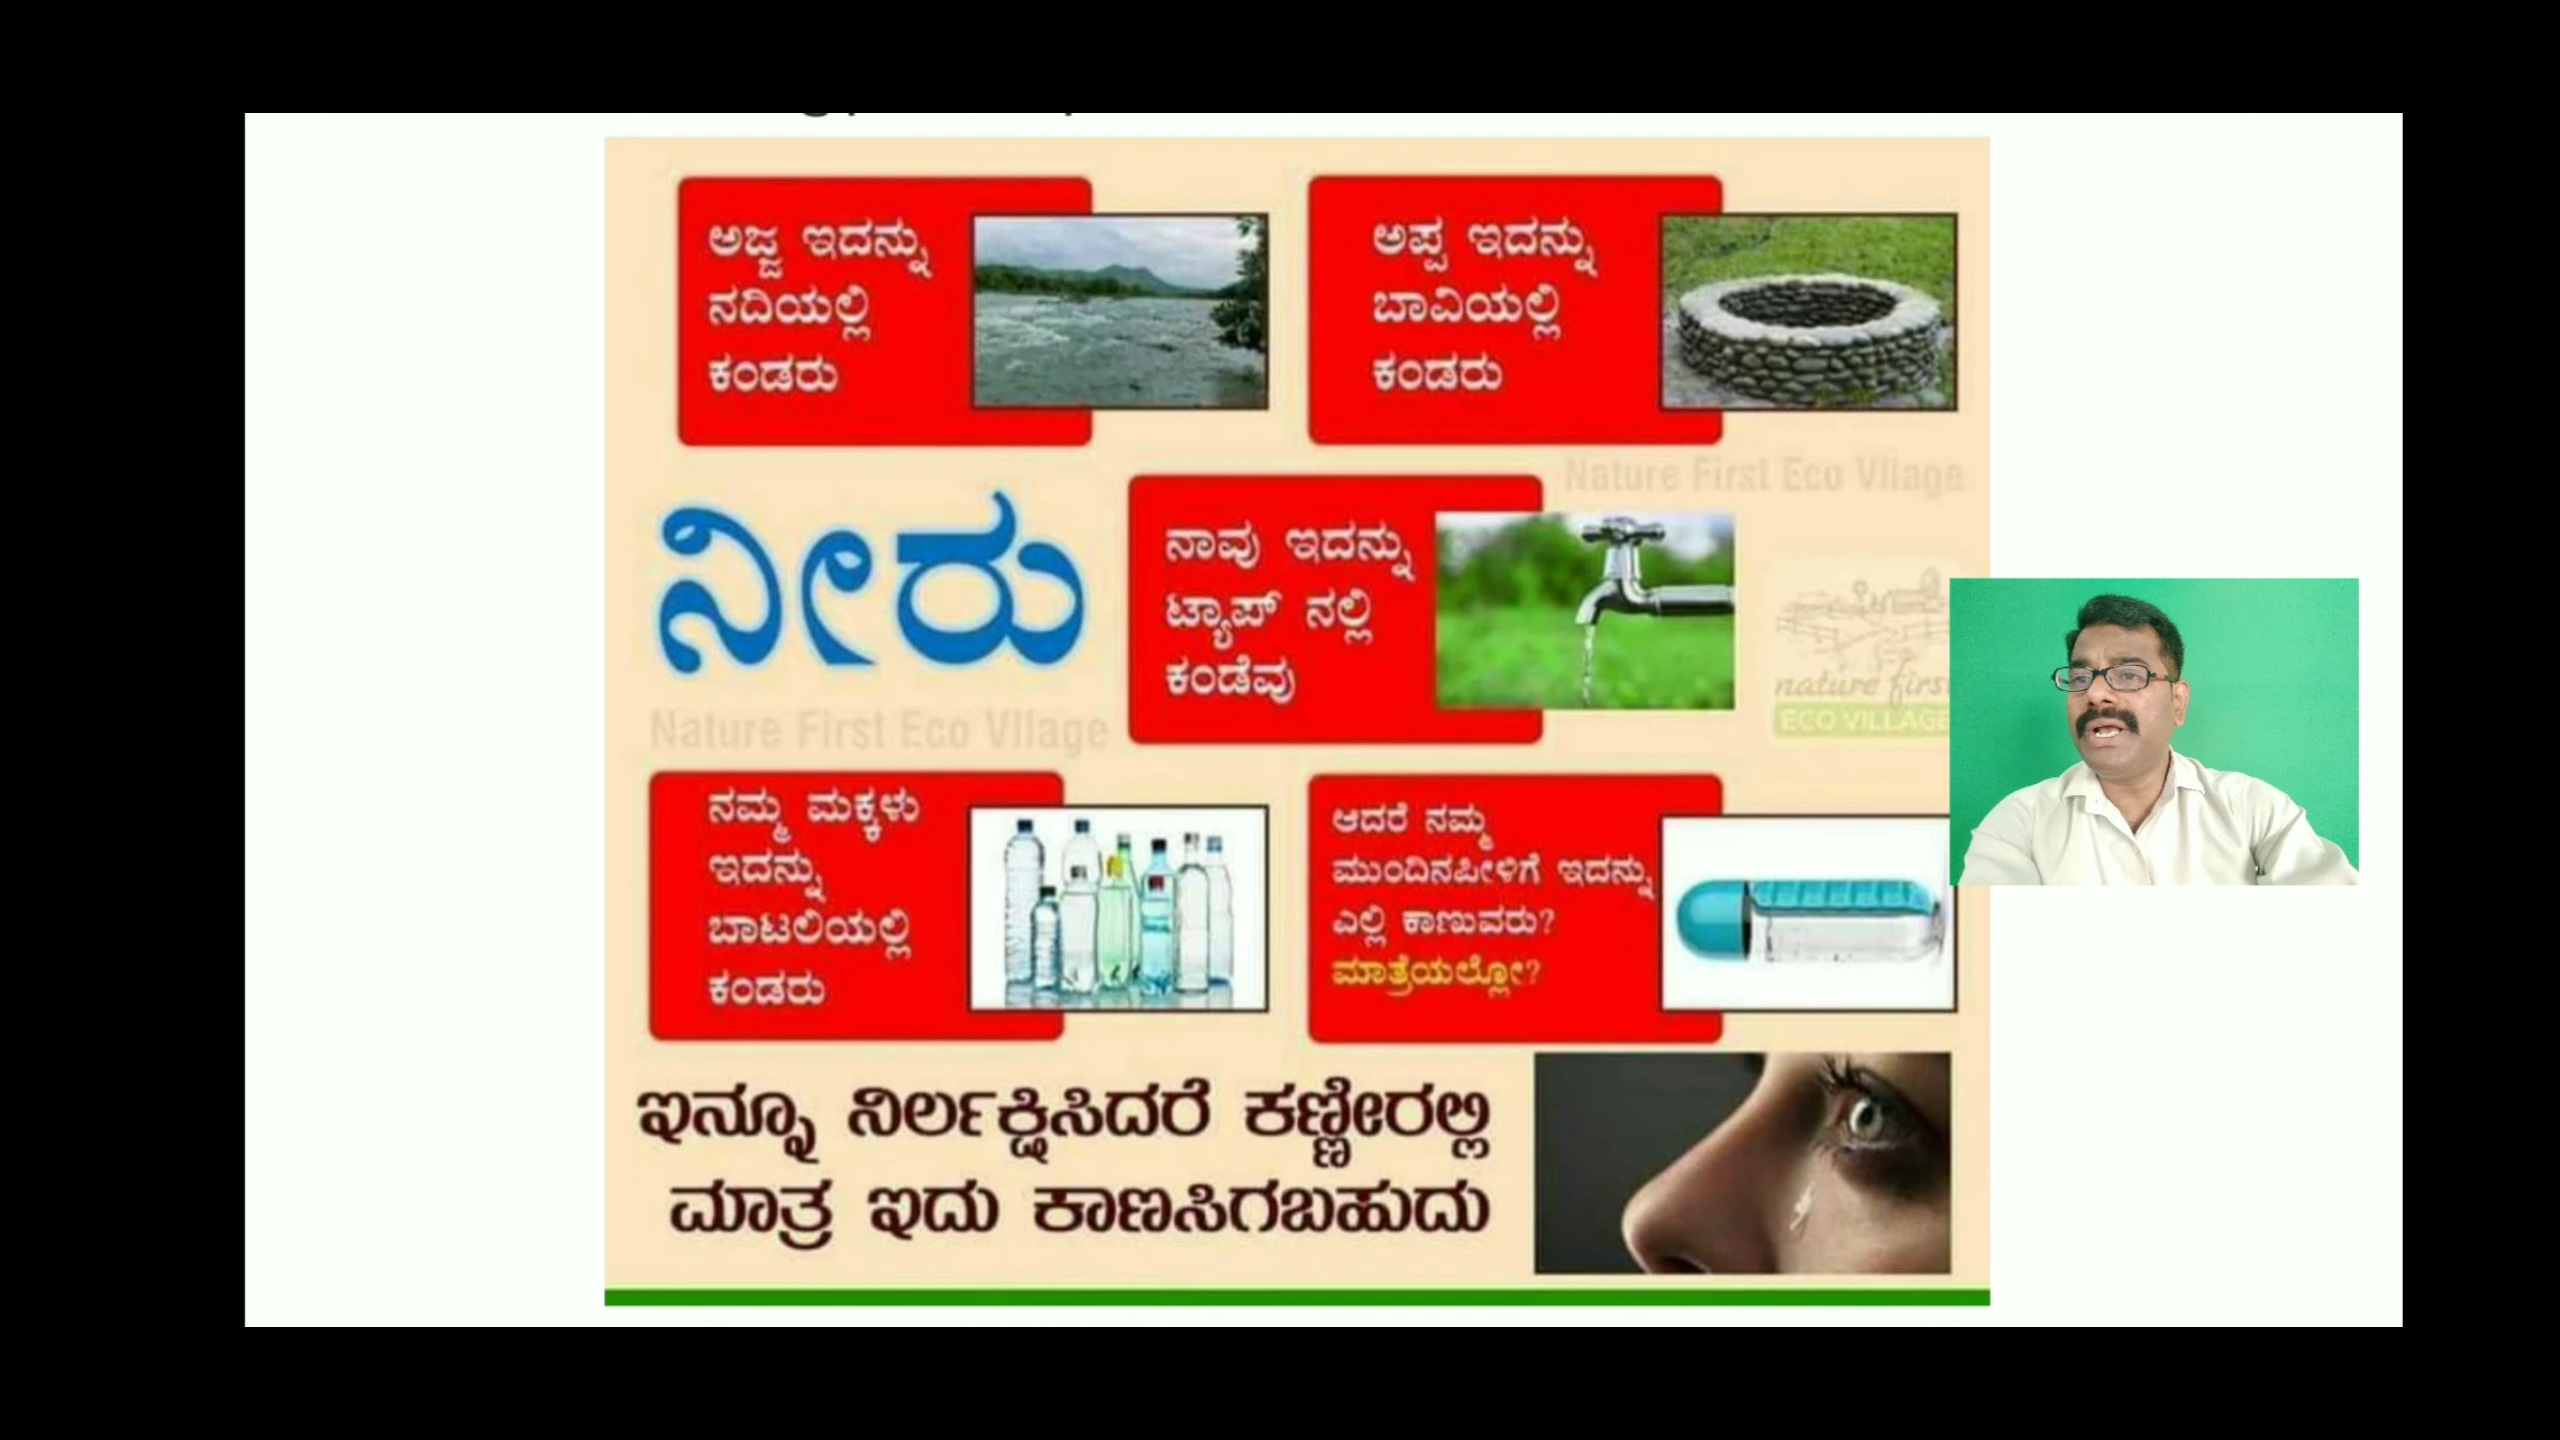 ಅಜ್ಜ ಇದನ್ನು
ನದಿಯಲ್ಲಿ
ಕಂಡರು
ಅಪ್ಪ ಇದನ್ನು
ಬಾವಿಯಲ್ಲಿ
ಕಂಡರು
Nature First Eco VIlage
ನೀರು
ನಾವು ಇದನ್ನು
ಟ್ಯಾಪ್ ನಲ್ಲಿ
ಕಂಡೆವು
nature first
ECO VILLAGE
Nature First Eco VIlage
ನಮ್ಮ ಮಕ್ಕಳು
ಇದನ್ನು
ಬಾಟಲಿಯಲ್ಲಿ
ಕಂಡರು
ಆದರೆ ನಮ್ಮ
ಮುಂದಿನಪೀಳಿಗೆ ಇದನ್ನು
ಎಲ್ಲಿ ಕಾಣುವರು?
ಮಾತ್ರೆಯಲ್ಲೋ?
ಇನ್ನೂ ನಿರ್ಲಕ್ಷಿಸಿದರೆ ಕಣ್ಣೀರಲ್ಲಿ
ಮಾತ್ರ ಇದು ಕಾಣಸಿಗಬಹುದು